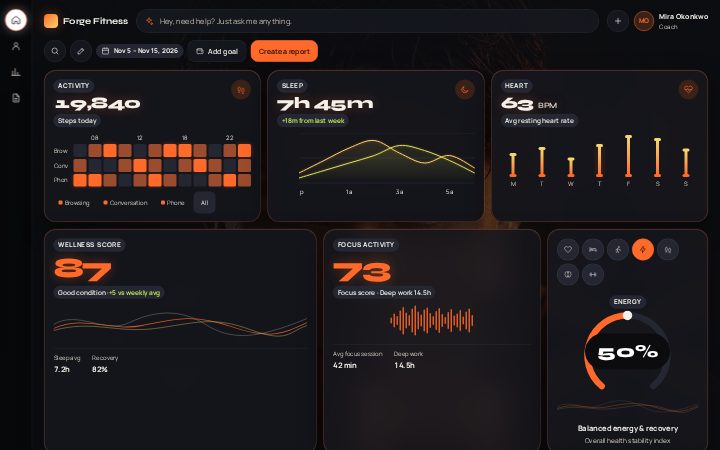 Forge Fitness
Hey, need help? Just ask me anything.
MO
Mira Okonkwo
Coach
Nov 5 – Nov 15, 2026
Add goal
Create a report
ACTIVITY
19,840
Steps today
08 12 18 22
Brow
Conv
Phon
Browsing
Conversation
Phone
All
SLEEP
7h 45m
+18m from last week
p 1a 3a 5a
HEART
63 BPM
Avg resting heart rate
M T W T F S S
WELLNESS SCORE
87
Good condition · +5 vs weekly avg
Sleep avg Recovery
7.2h 82%
FOCUS ACTIVITY
73
Focus score · Deep work 14.5h
Avg focus session Deep work
42 min 14.5h
ENERGY
50%
Balanced energy & recovery
Overall health stability index